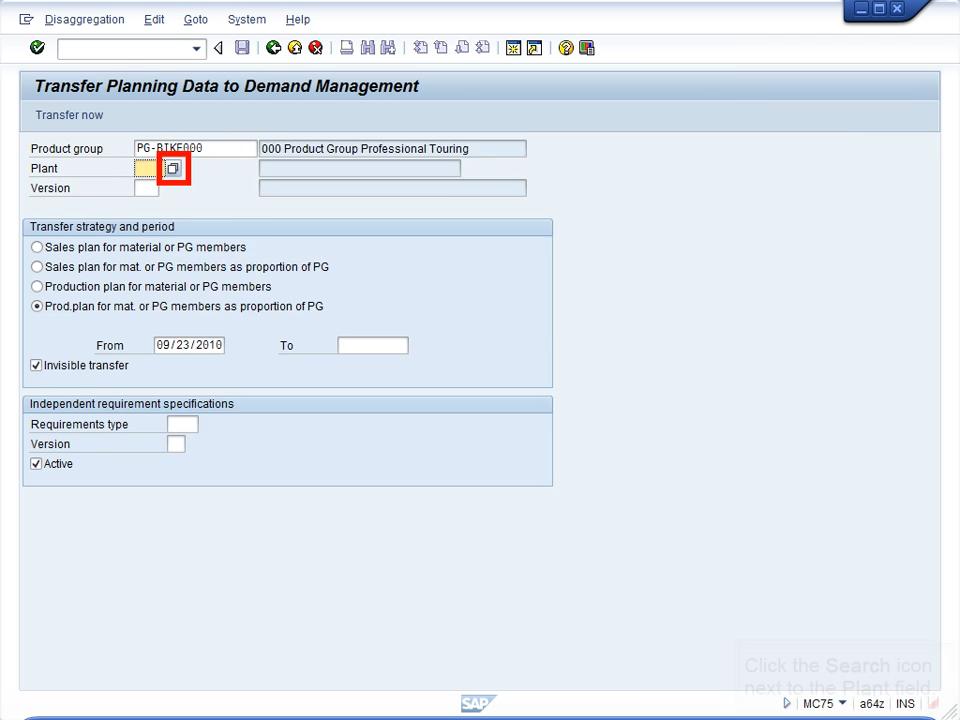 Disaggregation Edit Goto System Help
Transfer Planning Data to Demand Management
Transfer now
Product group PG-BIKE000 000 Product Group Professional Touring
Plant
Version
Transfer strategy and period
Sales plan for material or PG members
Sales plan for mat. or PG members as proportion of PG
Production plan for material or PG members
Prod.plan for mat. or PG members as proportion of PG
From 09/23/2010 To
Invisible transfer
Independent requirement specifications
Requirements type
Version
Active
Click the Search icon
next to the Plant field
SAP MC75 a64z INS